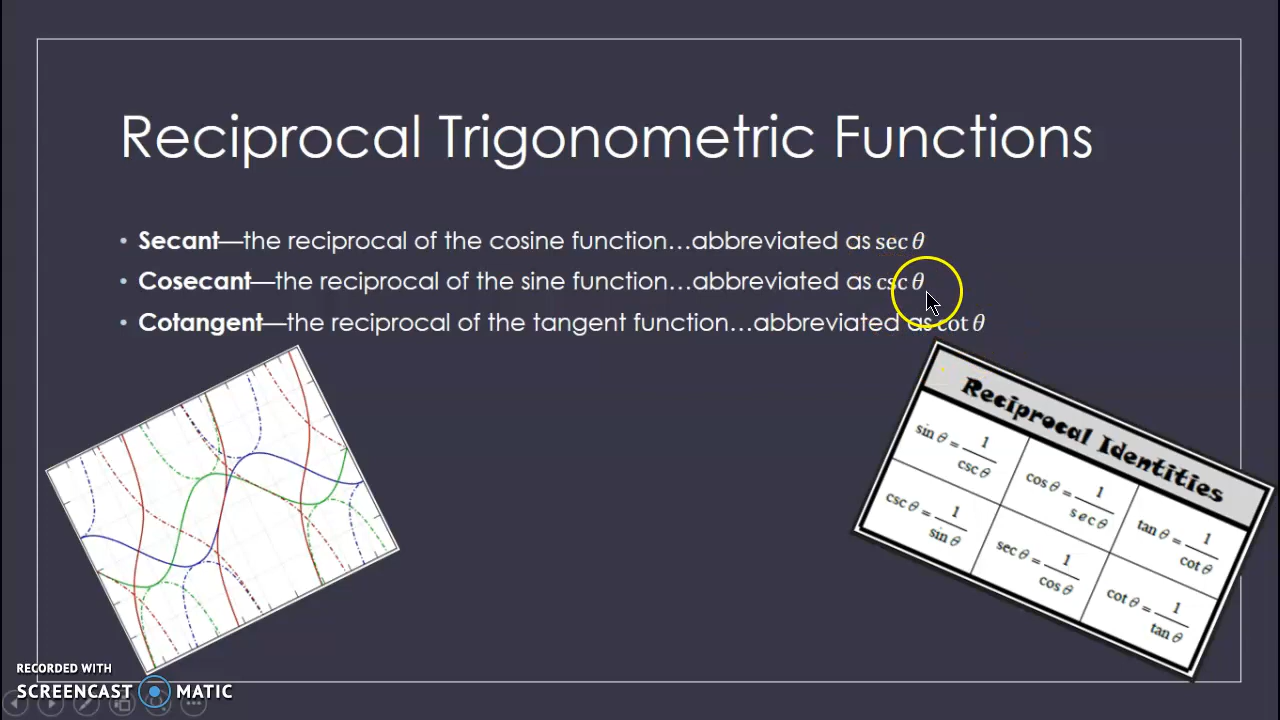 Reciprocal Trigonometric Functions
• Secant—the reciprocal of the cosine function…abbreviated as sec θ
• Cosecant—the reciprocal of the sine function…abbreviated as csc θ
• Cotangent—the reciprocal of the tangent function…abbreviated as cot θ
Reciprocal Identities
sin θ = 1/csc θ
cos θ = 1/sec θ
tan θ = 1/cot θ
csc θ = 1/sin θ
sec θ = 1/cos θ
cot θ = 1/tan θ
RECORDED WITH
SCREENCAST MATIC